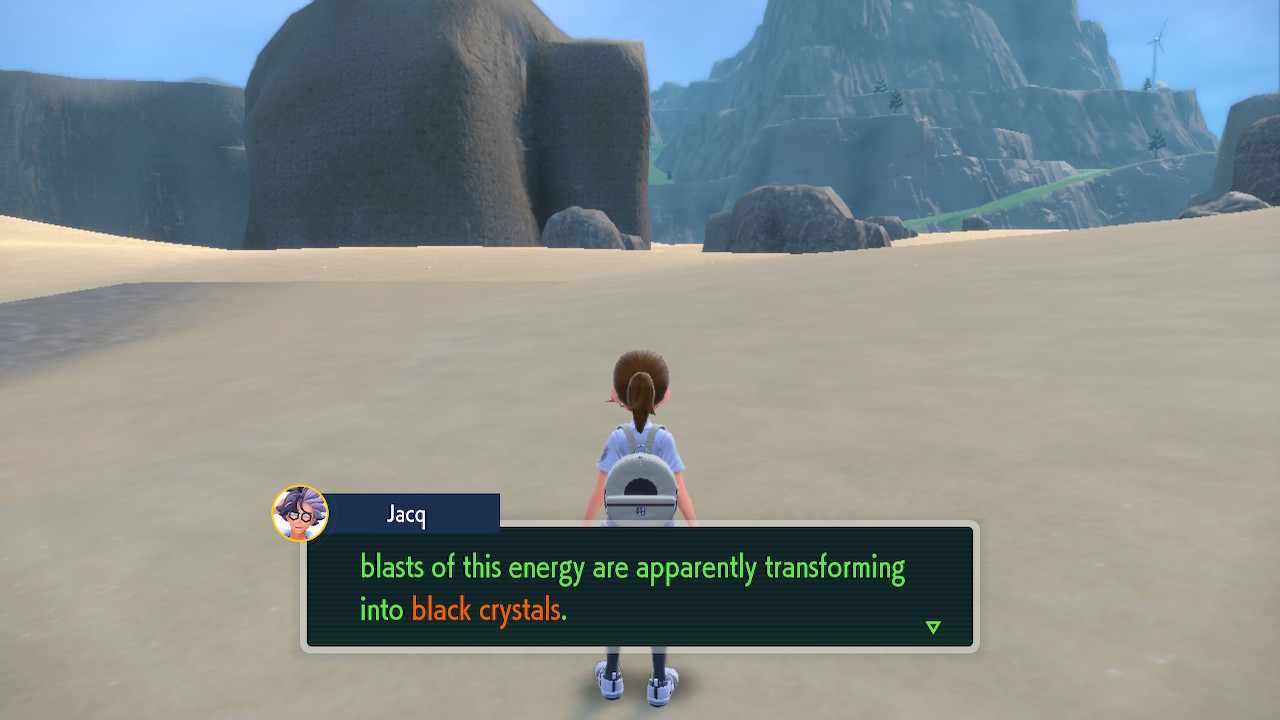 Jacq
blasts of this energy are apparently transforming
into black crystals.